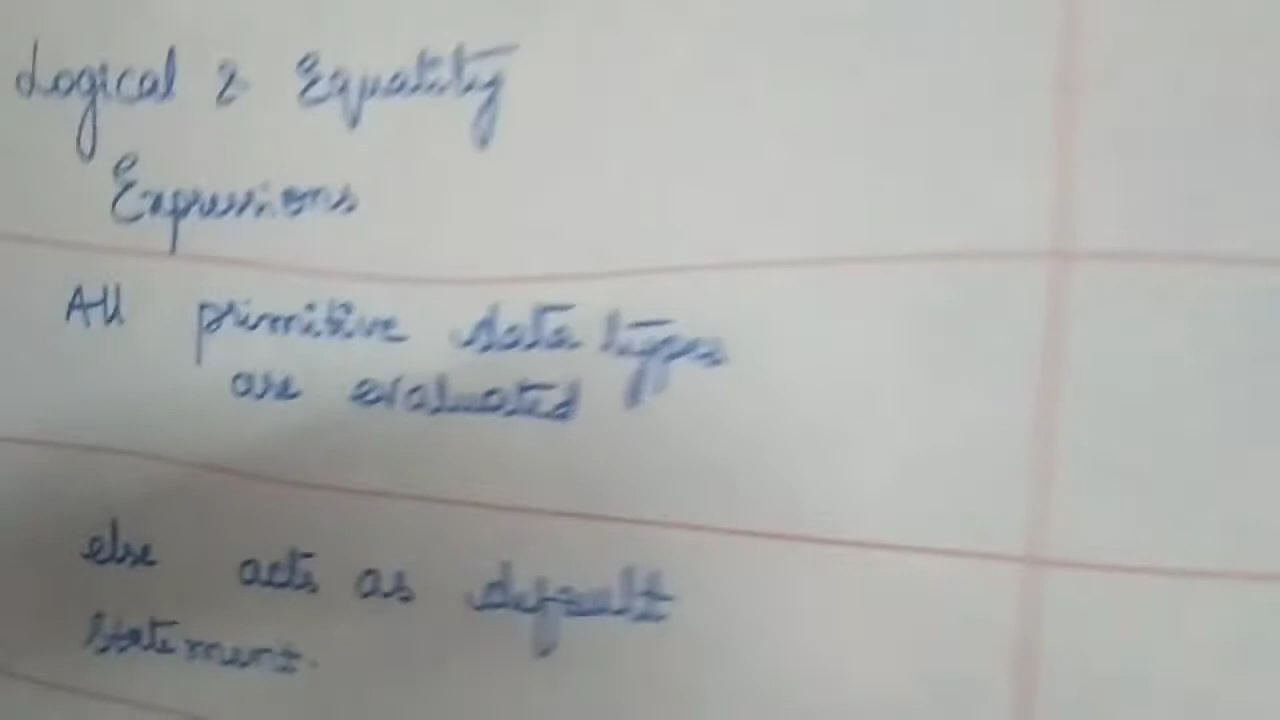 Logical & Equality
Expressions
All primitive data types
are evaluated
else acts as default
statement.